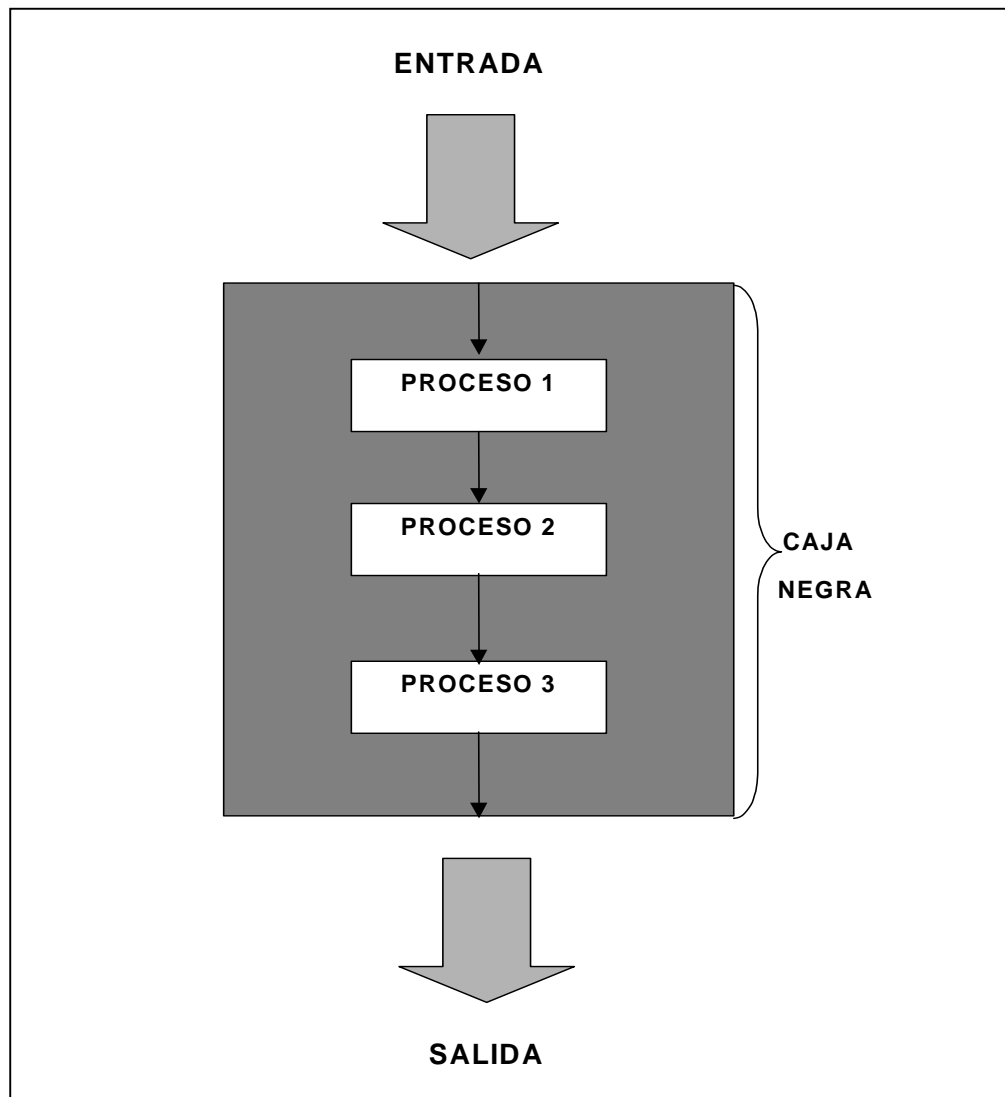 ENTRADA
PROCESO 1
PROCESO 2
CAJA
NEGRA
PROCESO 3
SALIDA